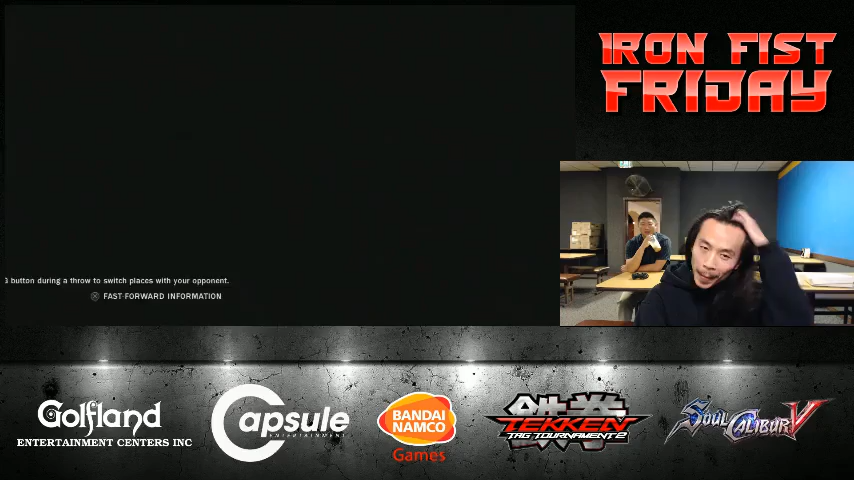 IRON FIST
FRIDAY
button during a throw to switch places with your opponent.
FAST-FORWARD INFORMATION
Golfland
ENTERTAINMENT CENTERS INC
Capsule
ENTERTAINMENT
BANDAI
NAMCO
Games
TEKKEN
TAG TOURNAMENT 2
SOUL
CALIBUR V